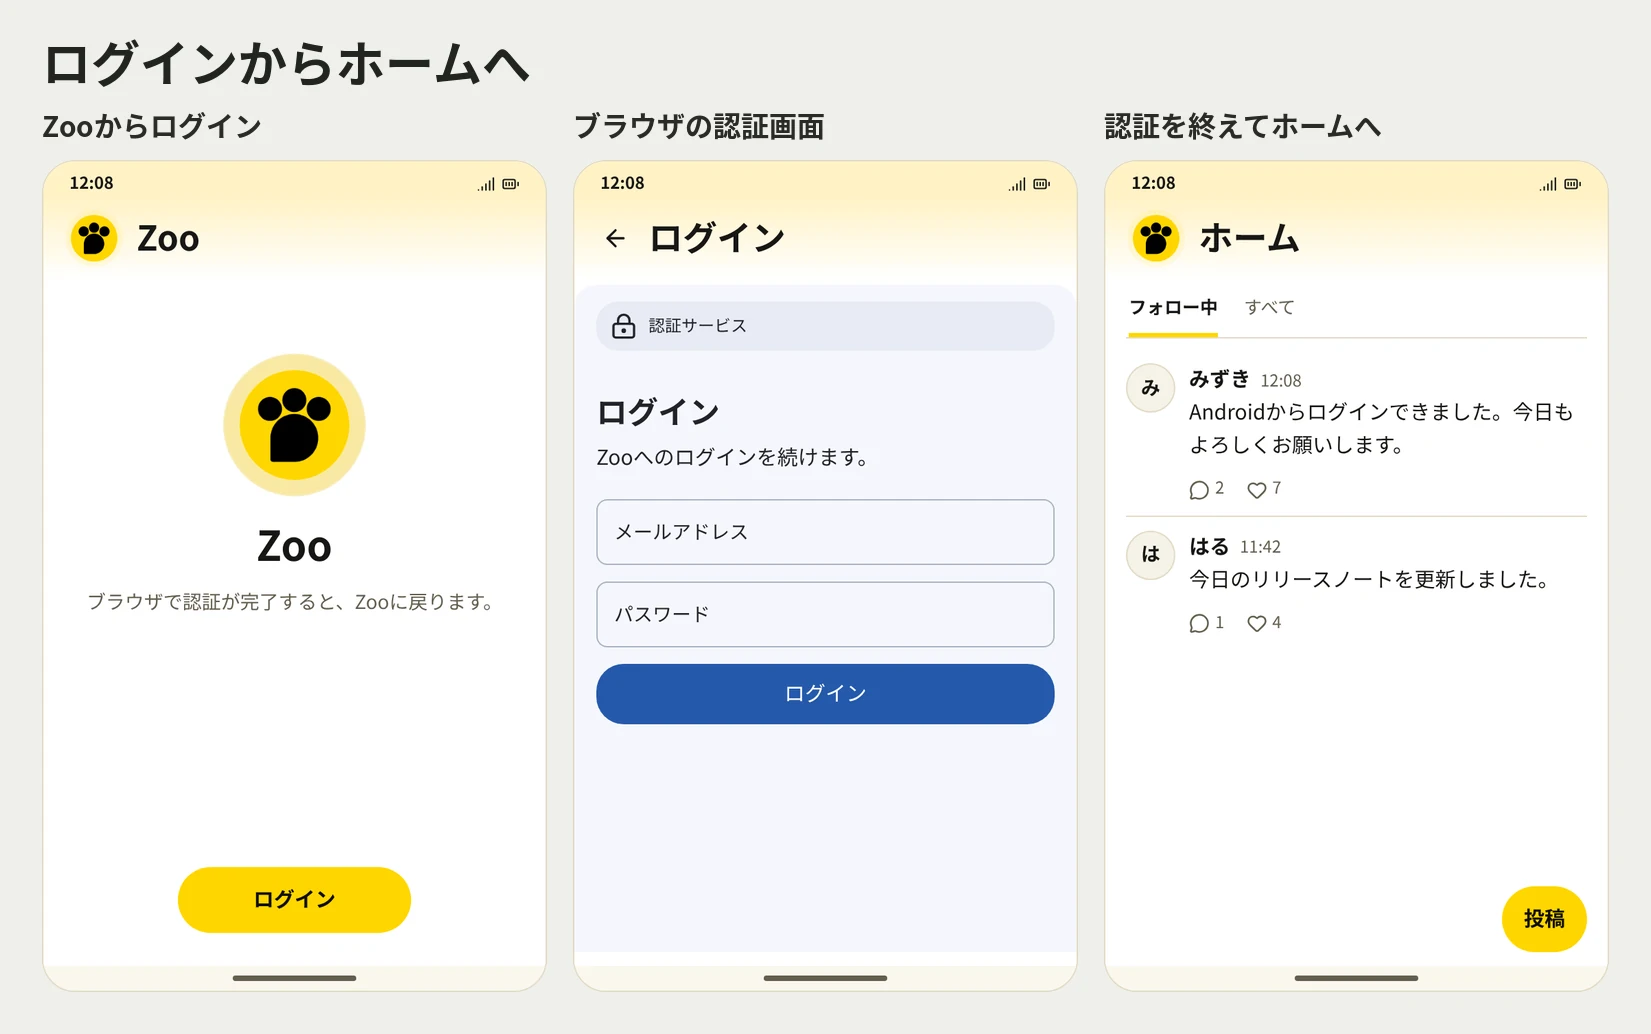 ログインからホームへ
Zooからログイン
12:08
Zoo
Zoo
ブラウザで認証が完了すると、Zooに戻ります。
ログイン
ブラウザの認証画面
12:08
ログイン
認証サービス
ログイン
Zooへのログインを続けます。
メールアドレス
パスワード
ログイン
認証を終えてホームへ
12:08
ホーム
フォロー中 すべて
み みずき 12:08
Androidからログインできました。今日も
よろしくお願いします。
2 7
は はる 11:42
今日のリリースノートを更新しました。
1 4
投稿